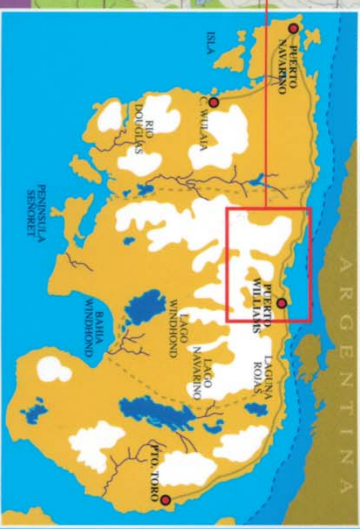 ARGENTINA
PUERTO
NAVARINO
ISLA
C. WULAIA
RIO
DOUGLAS
PENINSULA
SEÑORET
PUERTO
WILLIAMS
LAGUNA
ROJAS
LAGO
NAVARINO
LAGO
WINDHOND
BAHIA
WINDHOND
PTO. TORO